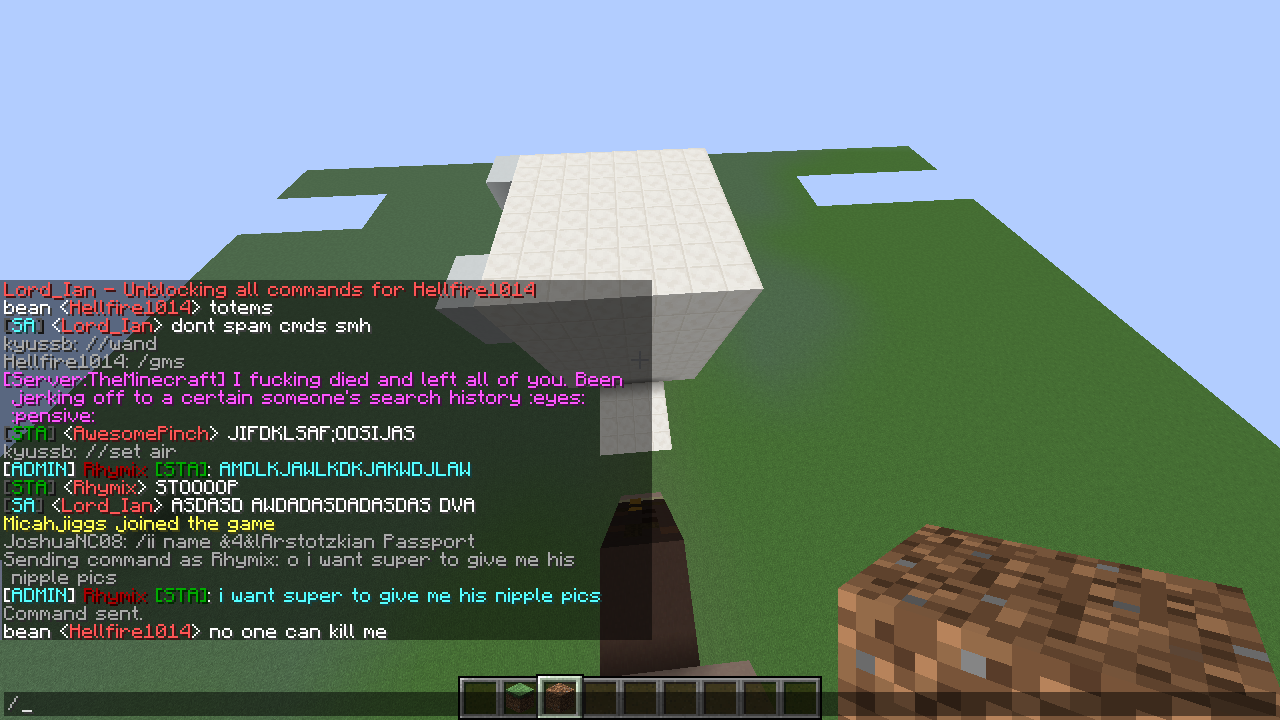 Lord_Ian - Unblocking all commands for Hellfire1014
bean <Hellfire1014> totems
[SA] <Lord_Ian> dont spam cmds smh
kyussb: //wand
Hellfire1014: /gms
[Server:TheMinecraft] I fucking died and left all of you. Been
jerking off to a certain someone's search history :eyes:
:pensive:
[STA] <AwesomePinch> JIFDKLSAF;ODSIJAS
kyussb: //set air
[ADMIN] Rhymix [STA]: AMDLKJAWLKDKJAKWDJLAW
[STA] <Rhymix> STOOOOP
[SA] <Lord_Ian> ASDASD AWDADASDADASDAS DVA
Micahjiggs joined the game
JoshuaNC08: /ii name &4&lArstotzkian Passport
Sending command as Rhymix: o i want super to give me his
nipple pics
[ADMIN] Rhymix [STA]: i want super to give me his nipple pics
Command sent.
bean <Hellfire1014> no one can kill me
/_